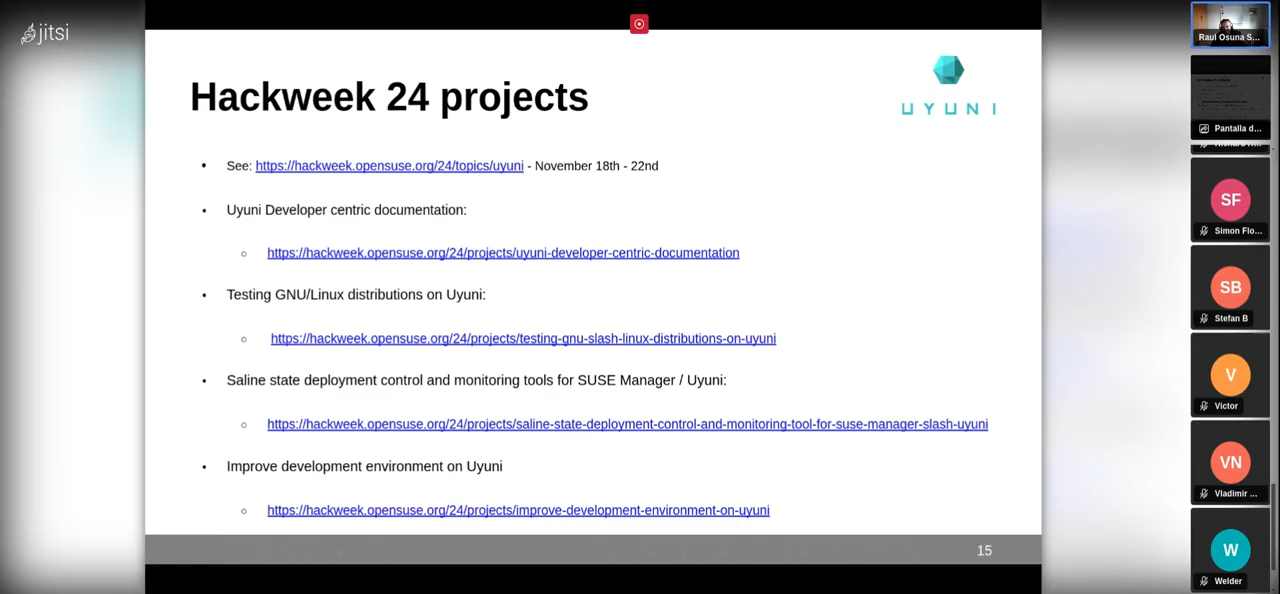 jitsi
Hackweek 24 projects
UYUNI
• See: https://hackweek.opensuse.org/24/topics/uyuni - November 18th - 22nd
• Uyuni Developer centric documentation:
○ https://hackweek.opensuse.org/24/projects/uyuni-developer-centric-documentation
• Testing GNU/Linux distributions on Uyuni:
○ https://hackweek.opensuse.org/24/projects/testing-gnu-slash-linux-distributions-on-uyuni
• Saline state deployment control and monitoring tools for SUSE Manager / Uyuni:
○ https://hackweek.opensuse.org/24/projects/saline-state-deployment-control-and-monitoring-tool-for-suse-manager-slash-uyuni
• Improve development environment on Uyuni
○ https://hackweek.opensuse.org/24/projects/improve-development-environment-on-uyuni
15
Raul Osuna S...
Pantalla d...
SF
Simon Flo...
SB
Stefan B
V
Victor
VN
Vladimir ...
W
Welder